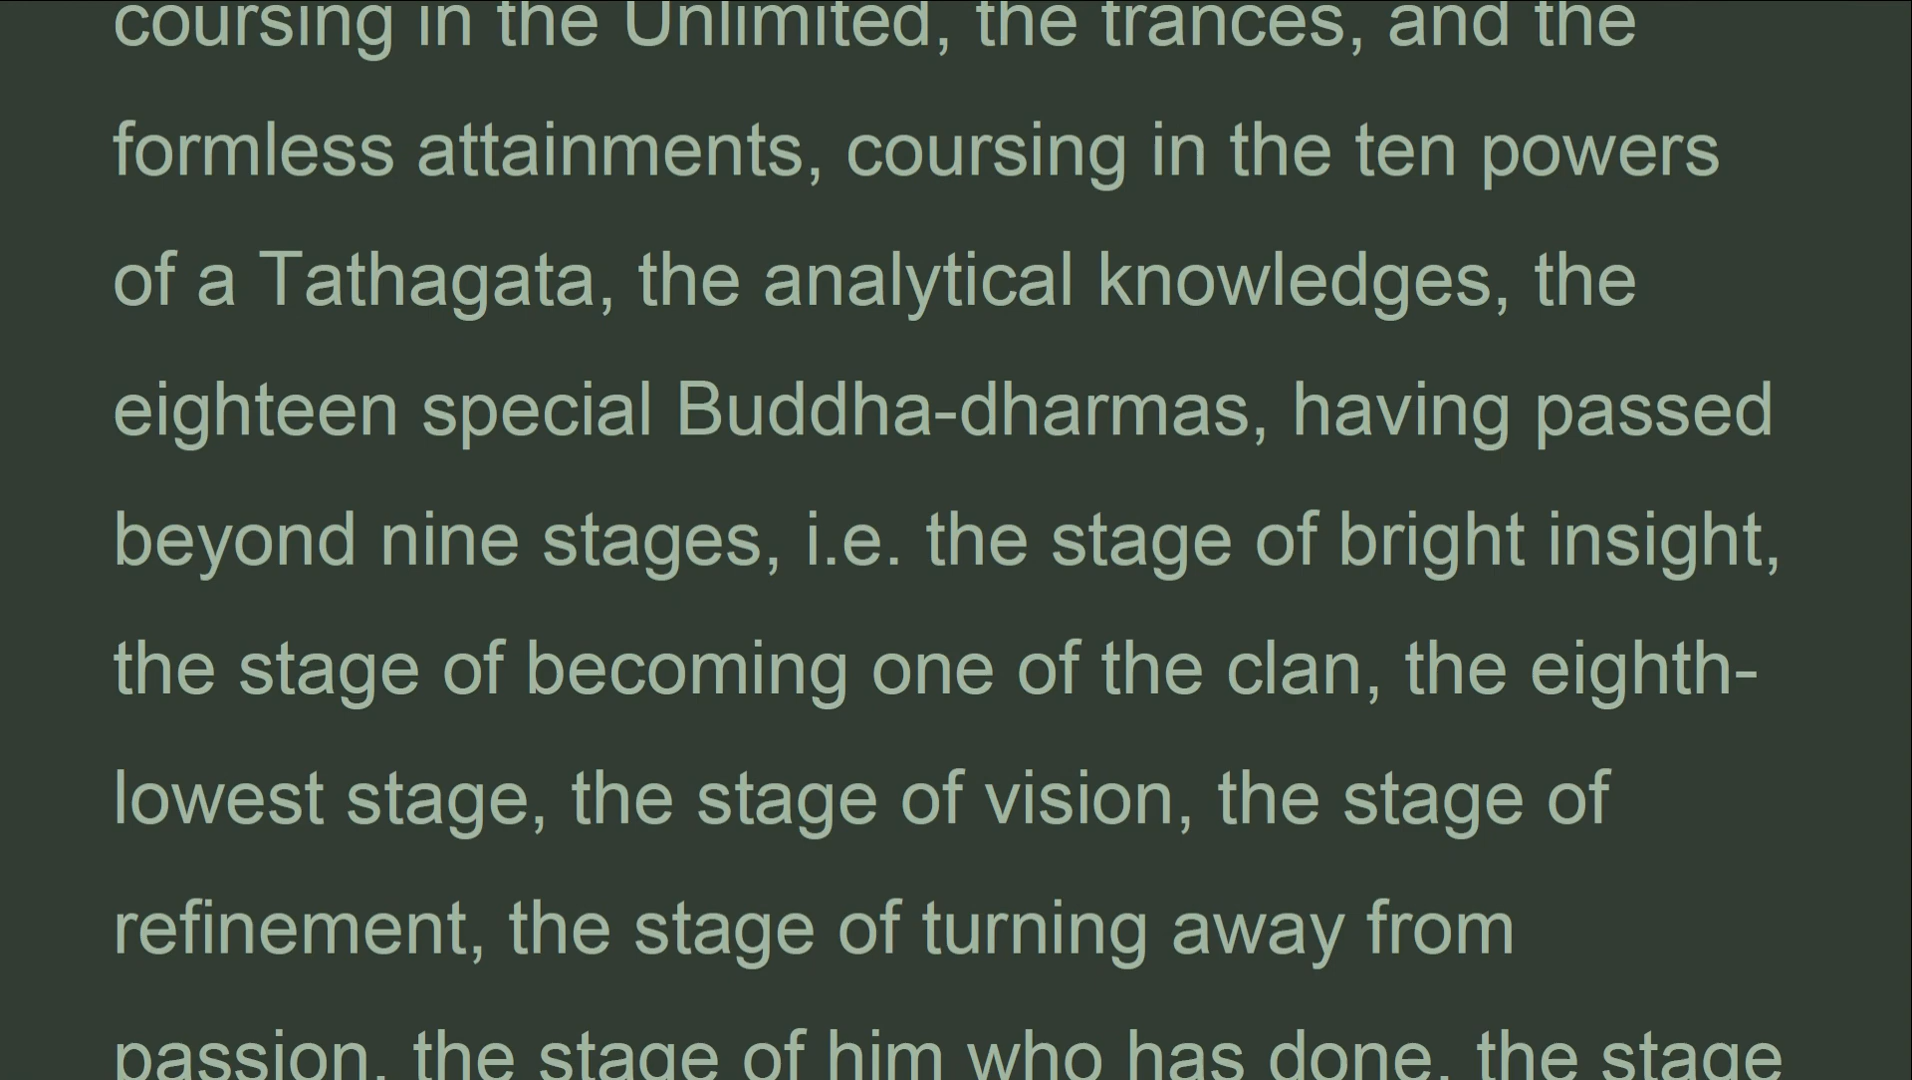 coursing in the Unlimited, the trances, and the
formless attainments, coursing in the ten powers
of a Tathagata, the analytical knowledges, the
eighteen special Buddha-dharmas, having passed
beyond nine stages, i.e. the stage of bright insight,
the stage of becoming one of the clan, the eighth-
lowest stage, the stage of vision, the stage of
refinement, the stage of turning away from
passion, the stage of him who has done, the stage